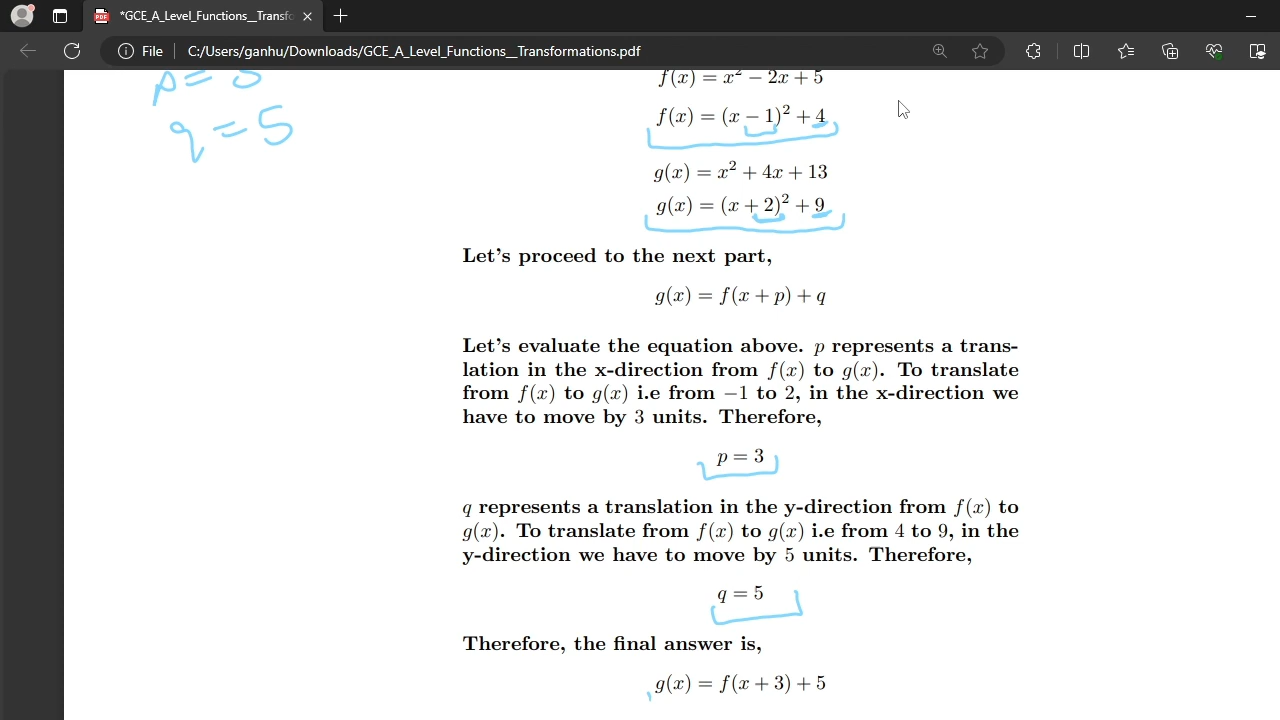 *GCE_A_Level_Functions__Transfo
File
C:/Users/ganhu/Downloads/GCE_A_Level_Functions__Transformations.pdf
q = 5
f(x) = x² − 2x + 5
f(x) = (x − 1)² + 4
g(x) = x² + 4x + 13
g(x) = (x + 2)² + 9
Let's proceed to the next part,
g(x) = f(x + p) + q
Let's evaluate the equation above. p represents a trans-
lation in the x-direction from f(x) to g(x). To translate
from f(x) to g(x) i.e from −1 to 2, in the x-direction we
have to move by 3 units. Therefore,
p = 3
q represents a translation in the y-direction from f(x) to
g(x). To translate from f(x) to g(x) i.e from 4 to 9, in the
y-direction we have to move by 5 units. Therefore,
q = 5
Therefore, the final answer is,
g(x) = f(x + 3) + 5